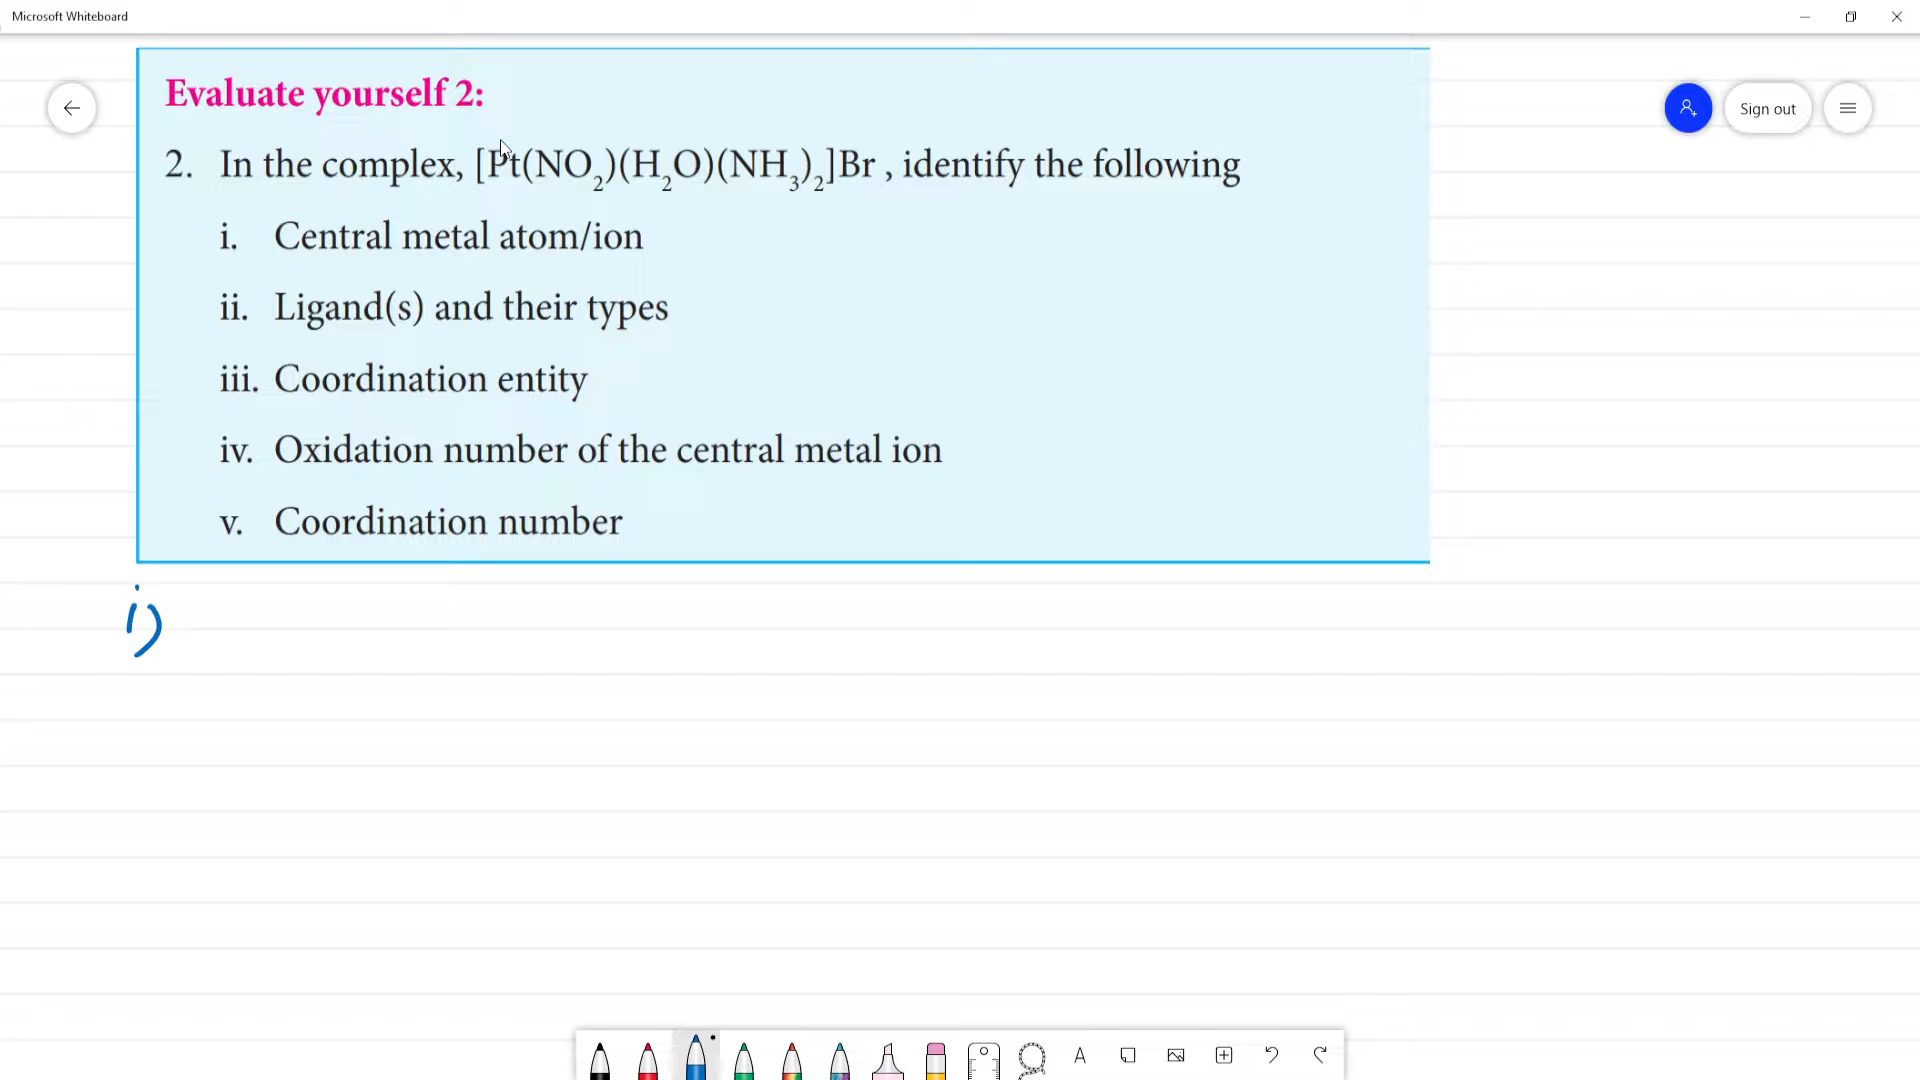 Microsoft Whiteboard
Evaluate yourself 2:
Sign out
2. In the complex, [Pt(NO₂)(H₂O)(NH₃)₂]Br , identify the following
i. Central metal atom/ion
ii. Ligand(s) and their types
iii. Coordination entity
iv. Oxidation number of the central metal ion
v. Coordination number
i)
A